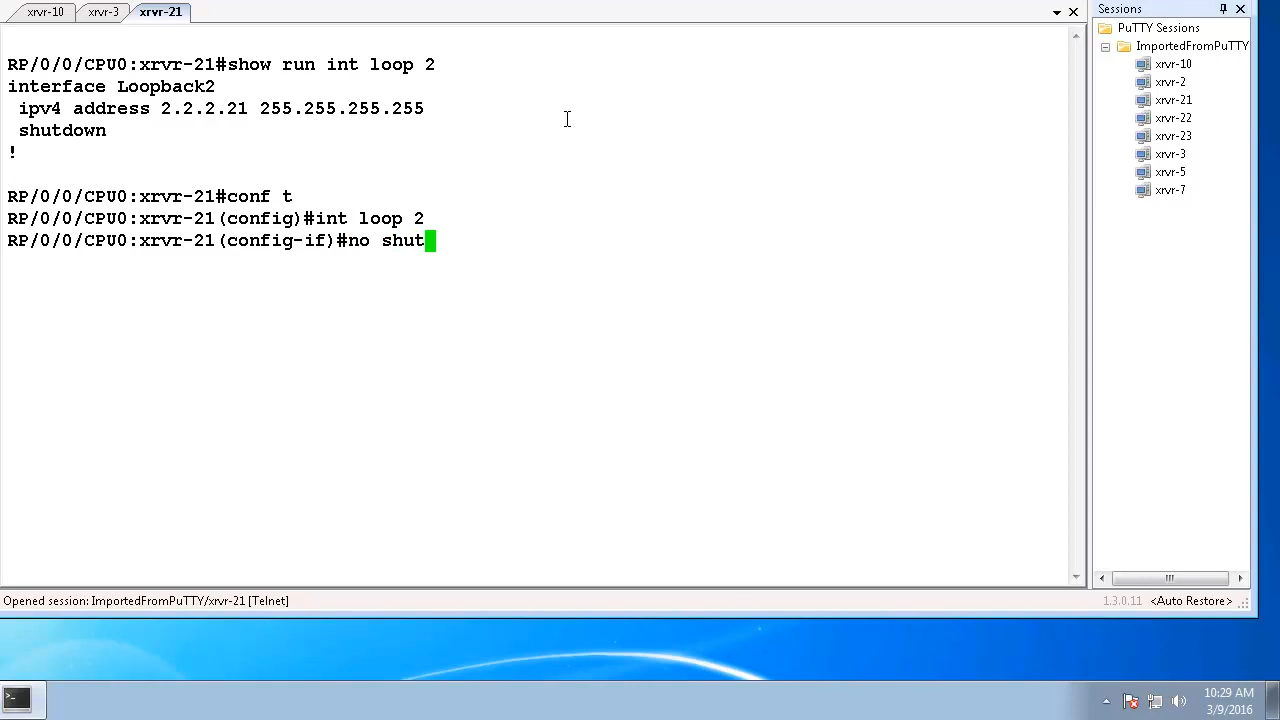 xrvr-10 xrvr-3 xrvr-21
Sessions
RP/0/0/CPU0:xrvr-21#show run int loop 2
interface Loopback2
 ipv4 address 2.2.2.21 255.255.255.255
 shutdown
!
RP/0/0/CPU0:xrvr-21#conf t
RP/0/0/CPU0:xrvr-21(config)#int loop 2
RP/0/0/CPU0:xrvr-21(config-if)#no shut
PuTTY Sessions
ImportedFromPuTTY
xrvr-10
xrvr-2
xrvr-21
xrvr-22
xrvr-23
xrvr-3
xrvr-5
xrvr-7
Opened session: ImportedFromPuTTY/xrvr-21 [Telnet]
1.3.0.11 <Auto Restore>
10:29 AM
3/9/2016